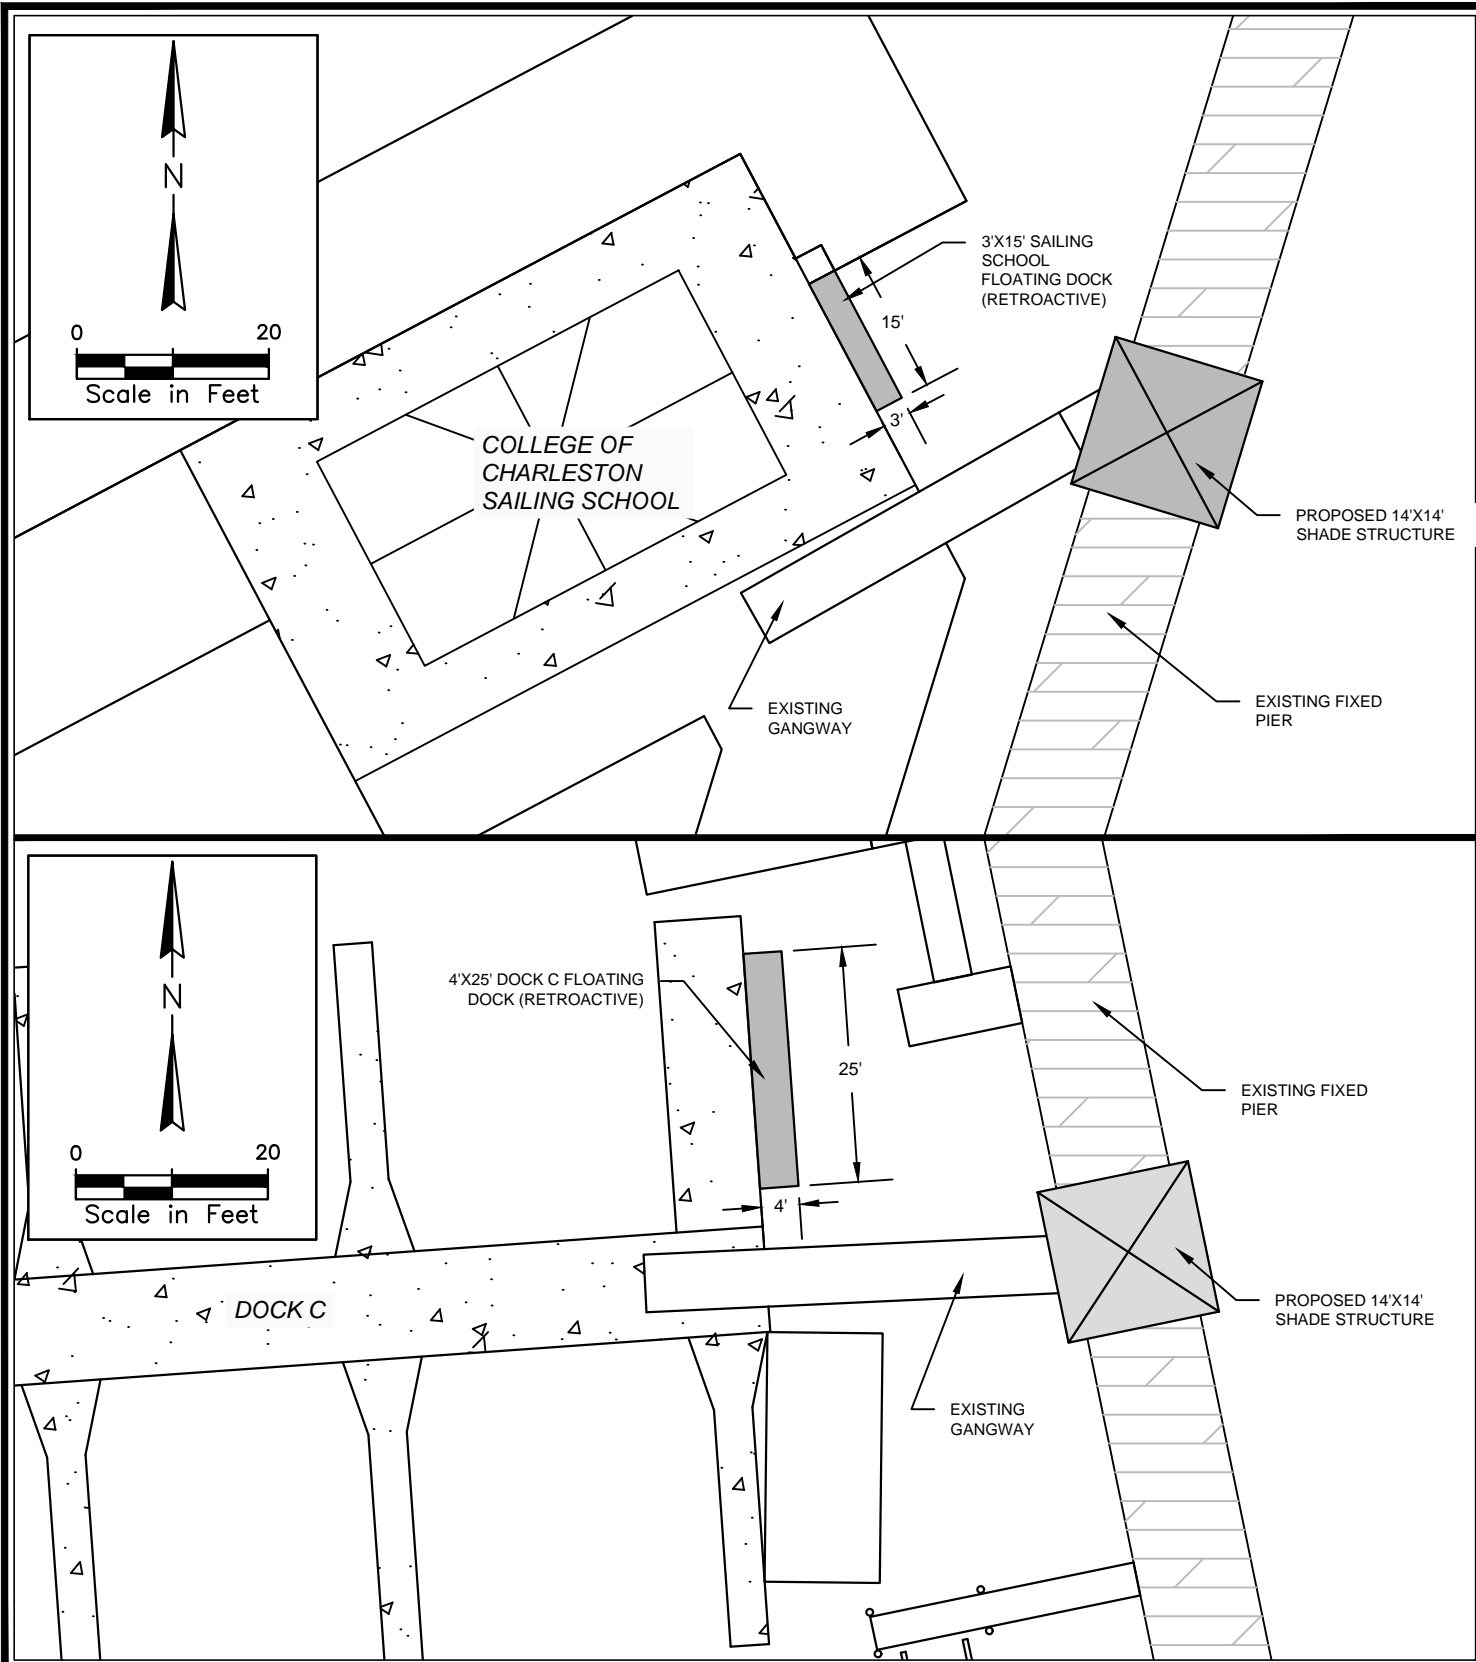 N
0 20
Scale in Feet
3'X15' SAILING
SCHOOL
FLOATING DOCK
(RETROACTIVE)
15'
3'
COLLEGE OF
CHARLESTON
SAILING SCHOOL
PROPOSED 14'X14'
SHADE STRUCTURE
EXISTING
GANGWAY
EXISTING FIXED
PIER
N
0 20
Scale in Feet
4'X25' DOCK C FLOATING
DOCK (RETROACTIVE)
25'
4'
EXISTING FIXED
PIER
DOCK C
PROPOSED 14'X14'
SHADE STRUCTURE
EXISTING
GANGWAY